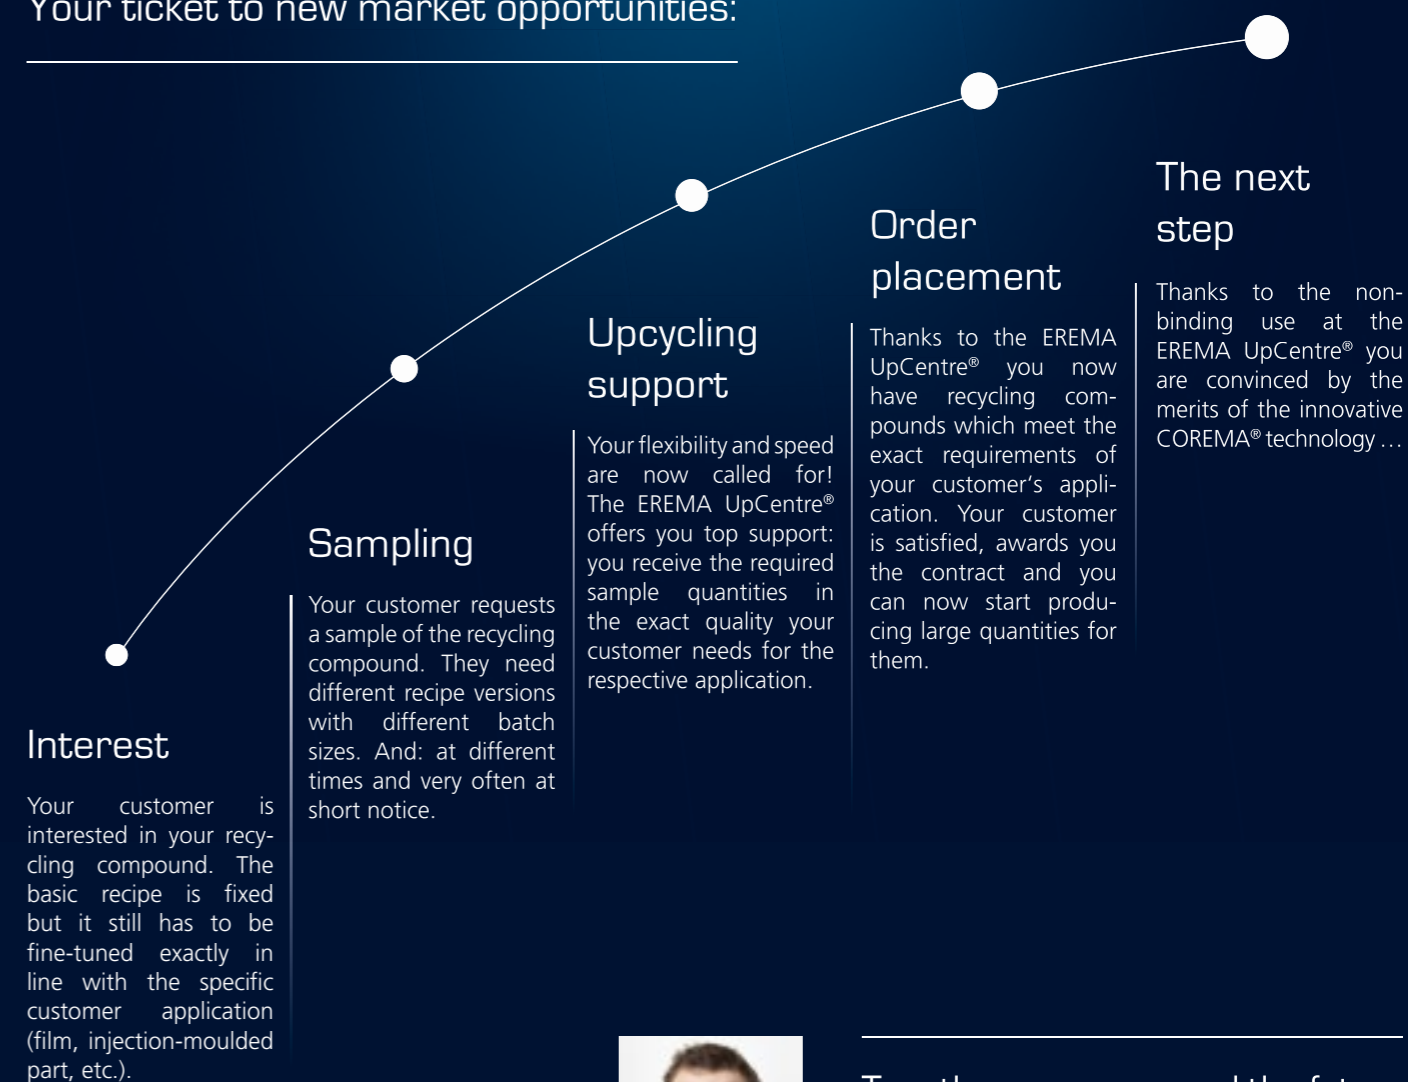 Your ticket to new market opportunities:
Interest
Your customer is
interested in your recy-
cling compound. The
basic recipe is fixed
but it still has to be
fine-tuned exactly in
line with the specific
customer application
(film, injection-moulded
part, etc.).
Sampling
Your customer requests
a sample of the recycling
compound. They need
different recipe versions
with different batch
sizes. And: at different
times and very often at
short notice.
Upcycling
support
Your flexibility and speed
are now called for!
The EREMA UpCentre®
offers you top support:
you receive the required
sample quantities in
the exact quality your
customer needs for the
respective application.
Order
placement
Thanks to the EREMA
UpCentre® you now
have recycling com-
pounds which meet the
exact requirements of
your customer‘s appli-
cation. Your customer
is satisfied, awards you
the contract and you
can now start produ-
cing large quantities for
them.
The next
step
Thanks to the non-
binding use at the
EREMA UpCentre® you
are convinced by the
merits of the innovative
COREMA® technology …